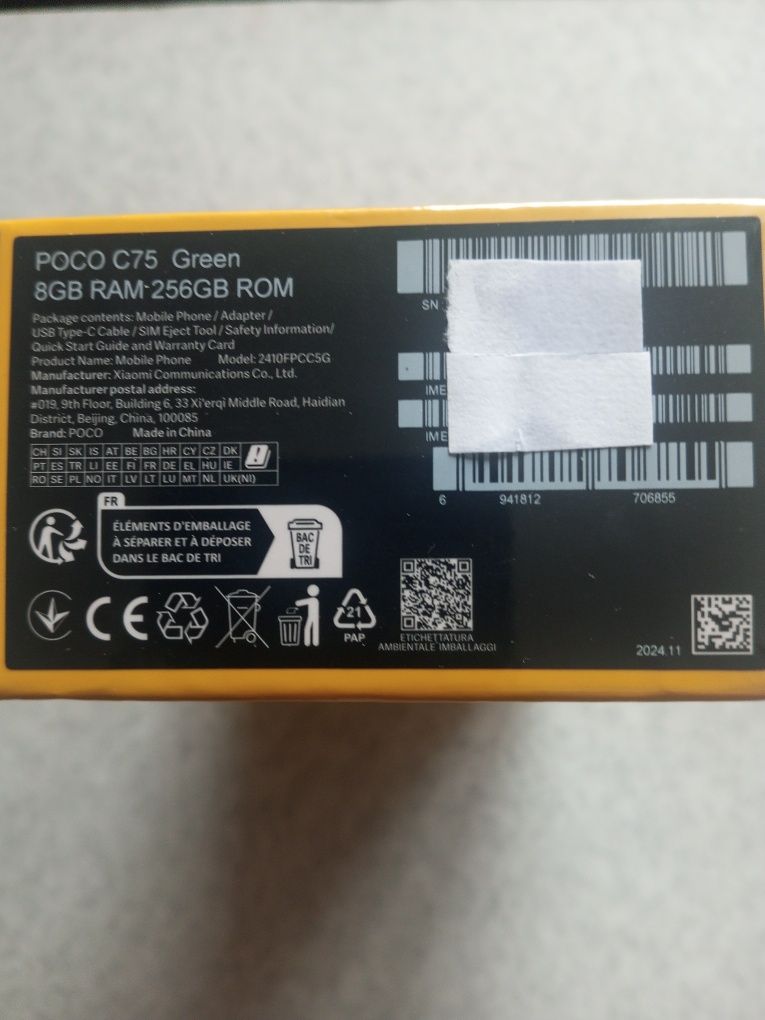 POCO C75 Green
8GB RAM 256GB ROM
Package contents: Mobile Phone / Adapter /
USB Type-C Cable / SIM Eject Tool / Safety Information/
Quick Start Guide and Warranty Card
Product Name: Mobile Phone Model: 2410FPCC5G
Manufacturer: Xiaomi Communications Co., Ltd.
Manufacturer postal address:
#019, 9th Floor, Building 6, 33 Xi'erqi Middle Road, Haidian
District, Beijing, China, 100085
Brand: POCO Made in China
CH SI SK IS AT BE BG HR CY CZ DK
PT ES TR LI EE FI FR DE EL HU IE
RO SE PL NO IT LV LT LU MT NL UK(NI)
SN
IME
IME
6 941812 706855
FR
ÉLÉMENTS D'EMBALLAGE
À SÉPARER ET À DÉPOSER
DANS LE BAC DE TRI
BAC
DE
TRI
CE
21
PAP
ETICHETTATURA
AMBIENTALE IMBALLAGGI
2024.11